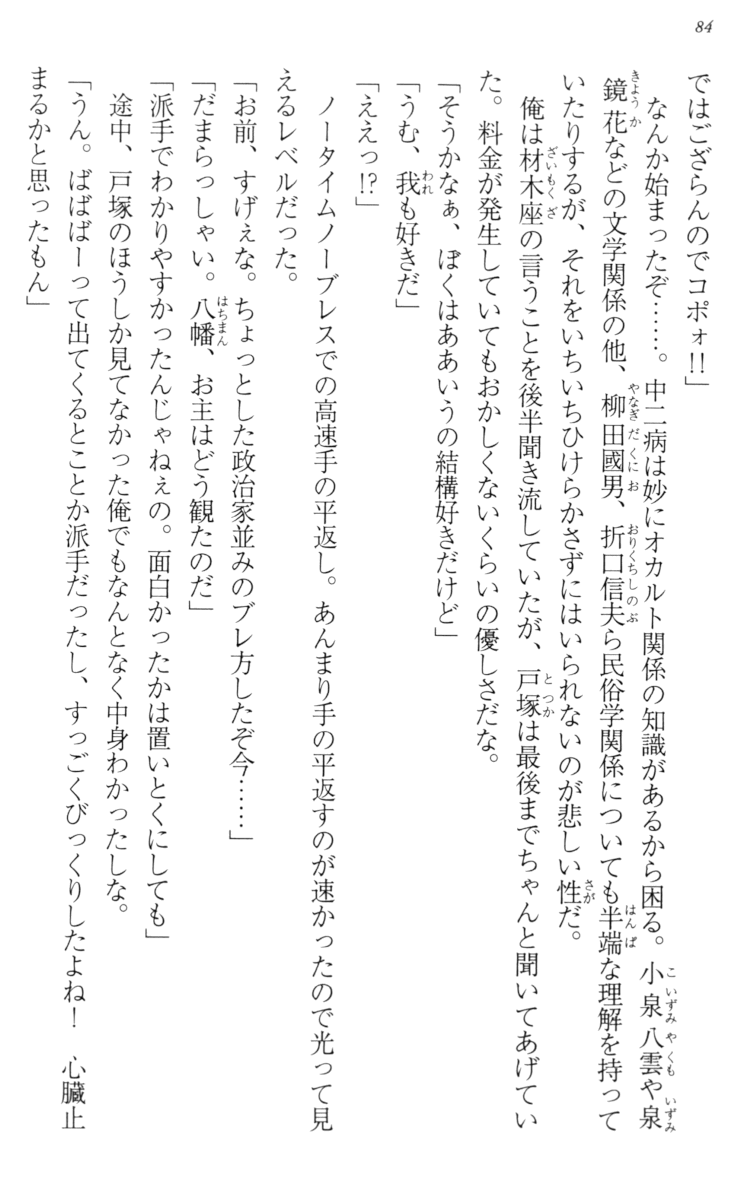 84
ではござらんのでコポォ!!」
　なんか始まったぞ……。中二病は妙にオカルト関係の知識があるから困る。小泉八雲や泉
鏡花などの文学関係の他、柳田國男、折口信夫ら民俗学関係についても半端な理解を持って
いたりするが、それをいちいちひけらかさずにはいられないのが悲しい性だ。
　俺は材木座の言うことを後半聞き流していたが、戸塚は最後までちゃんと聞いてあげてい
た。料金が発生していてもおかしくないくらいの優しさだな。
「そうかなぁ、ぼくはああいうの結構好きだけど」
「うむ、我も好きだ」
「ええっ!?」
　ノータイムノーブレスでの高速手の平返し。あんまり手の平返すのが速かったので光って見
えるレベルだった。
「お前、すげぇな。ちょっとした政治家並みのブレ方したぞ今……」
「だまらっしゃい。八幡、お主はどう観たのだ」
「派手でわかりやすかったんじゃねぇの。面白かったかは置いとくにしても」
　途中、戸塚のほうしか見てなかった俺でもなんとなく中身わかったしな。
「うん。ばばばーって出てくるとことか派手だったし、すっごくびっくりしたよね！　心臓止
まるかと思ったもん」